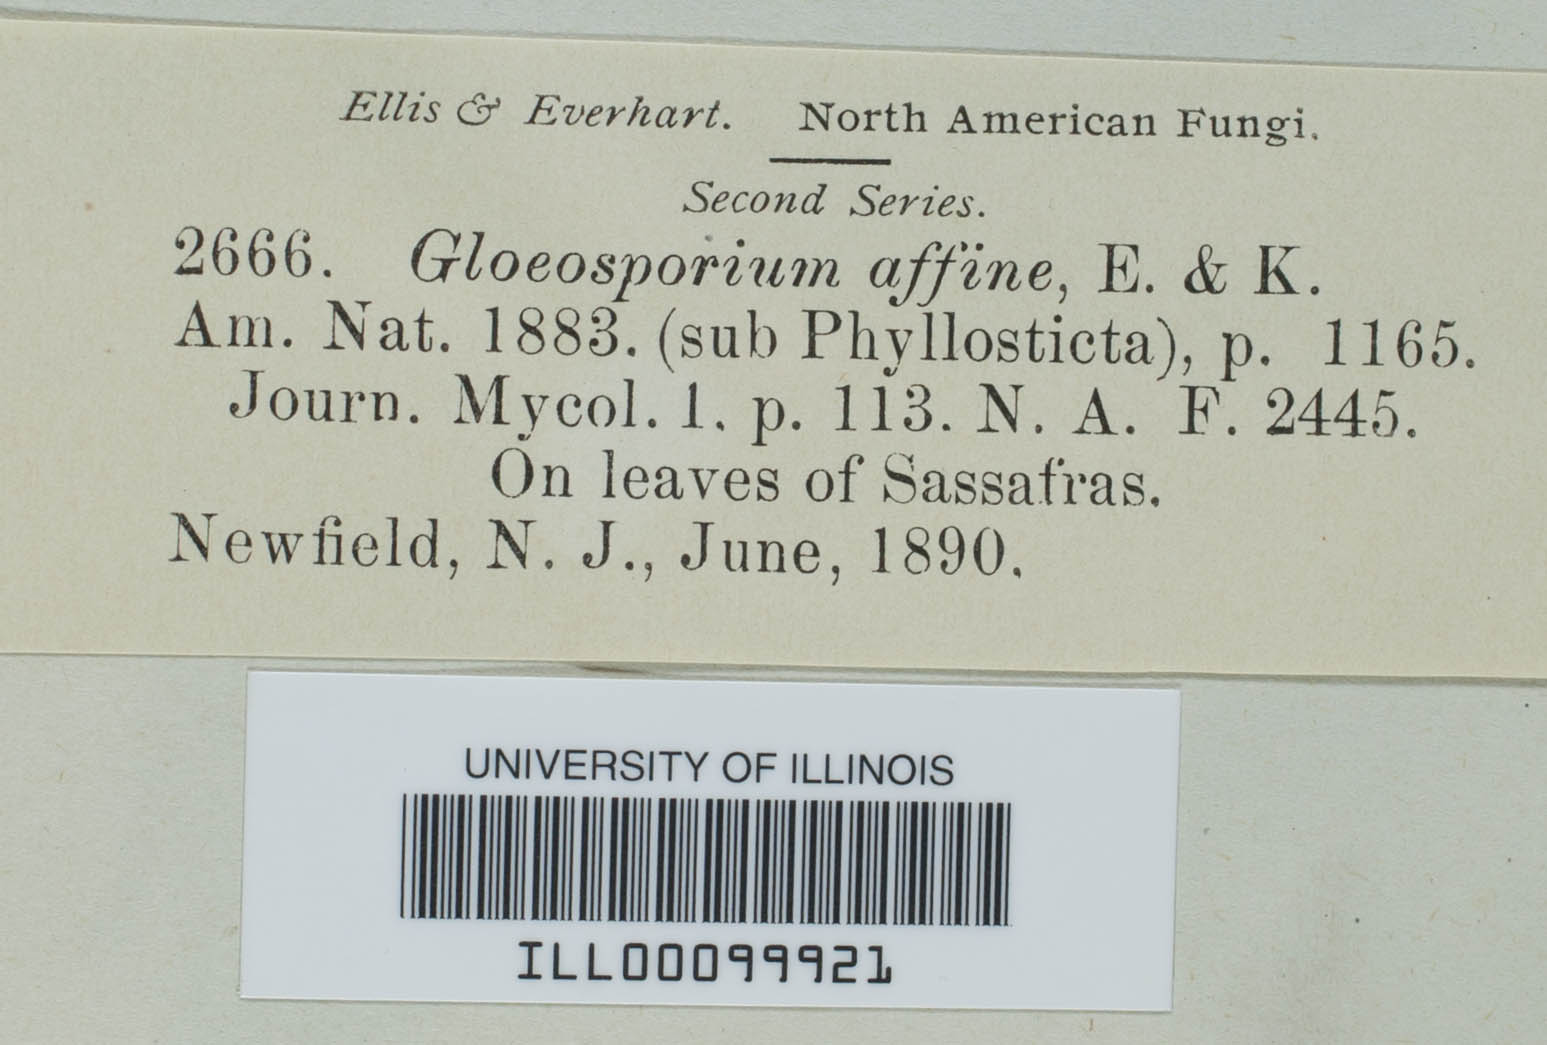 Ellis & Everhart. North American Fungi.
Second Series.
2666. Gloeosporium affine, E. & K.
Am. Nat. 1883. (sub Phyllosticta), p. 1165.
Journ. Mycol. 1. p. 113. N. A. F. 2445.
On leaves of Sassafras.
Newfield, N. J., June, 1890.
UNIVERSITY OF ILLINOIS
ILL00099921